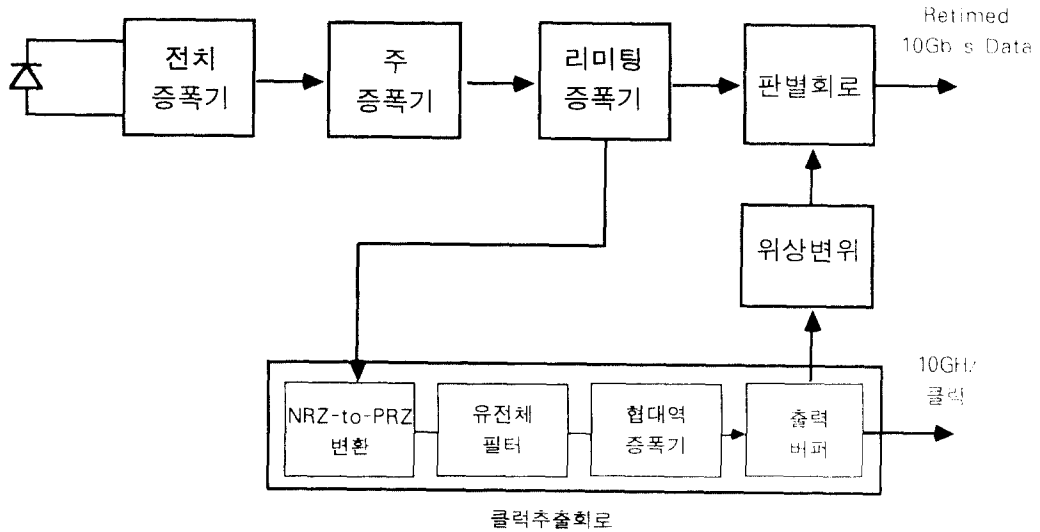 Retimed
10Gb s Data
전치
증폭기
주
증폭기
리미팅
증폭기
판별회로
위상변위
10GHz
클럭
NRZ-to-PRZ
변환
유전체
필터
협대역
증폭기
출력
버퍼
클럭추출회로